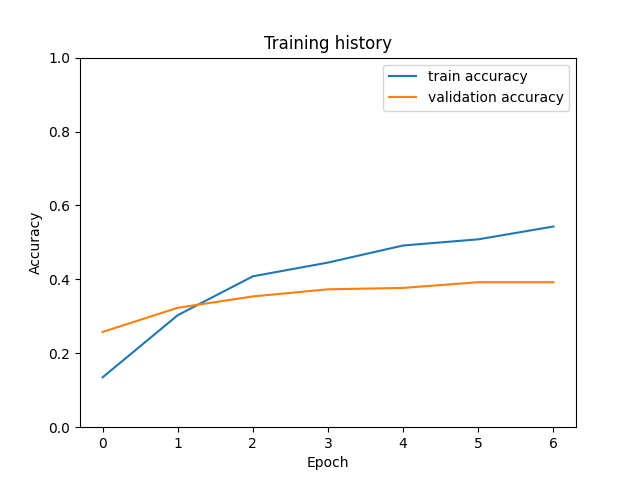 Training history
train accuracy
validation accuracy
Accuracy
1.0
0.8
0.6
0.4
0.2
0.0
0 1 2 3 4 5 6
Epoch